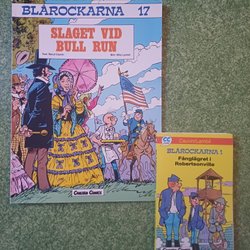 BLÅROCKARNA 17
SLAGET VID
BULL RUN
CARLSEN COMICS
BLÅROCKARNA 1
Fånglägret i
Robertsonville